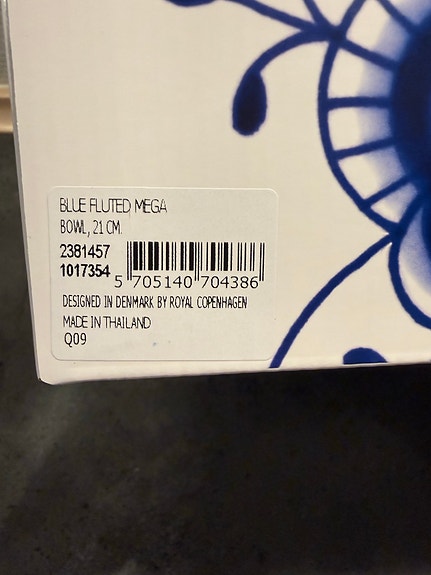 BLUE FLUTED MEGA
BOWL, 21 CM.
2381457
1017354
5 705140 704386
DESIGNED IN DENMARK BY ROYAL COPENHAGEN
MADE IN THAILAND
Q09